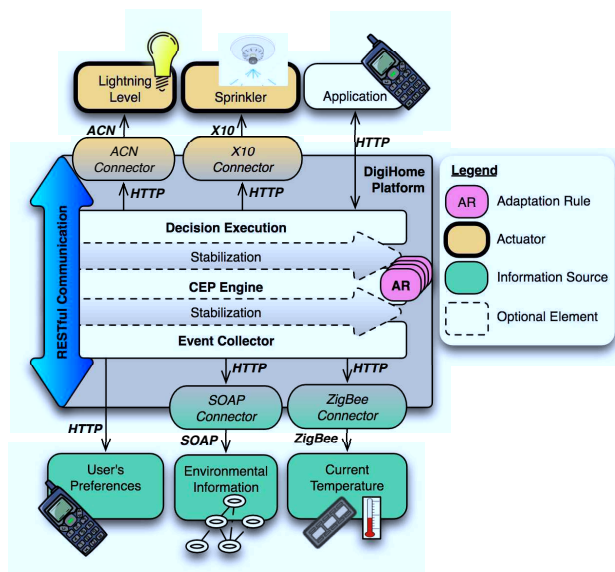 Lightning
Level
Sprinkler
Application
ACN
X10
HTTP
ACN
Connector
X10
Connector
DigiHome
Platform
HTTP
HTTP
RESTful Communication
Decision Execution
Stabilization
CEP Engine
Stabilization
Event Collector
AR
HTTP
HTTP
SOAP
Connector
ZigBee
Connector
HTTP
SOAP
ZigBee
User's
Preferences
Environmental
Information
Current
Temperature
Legend
AR
Adaptation Rule
Actuator
Information Source
Optional Element